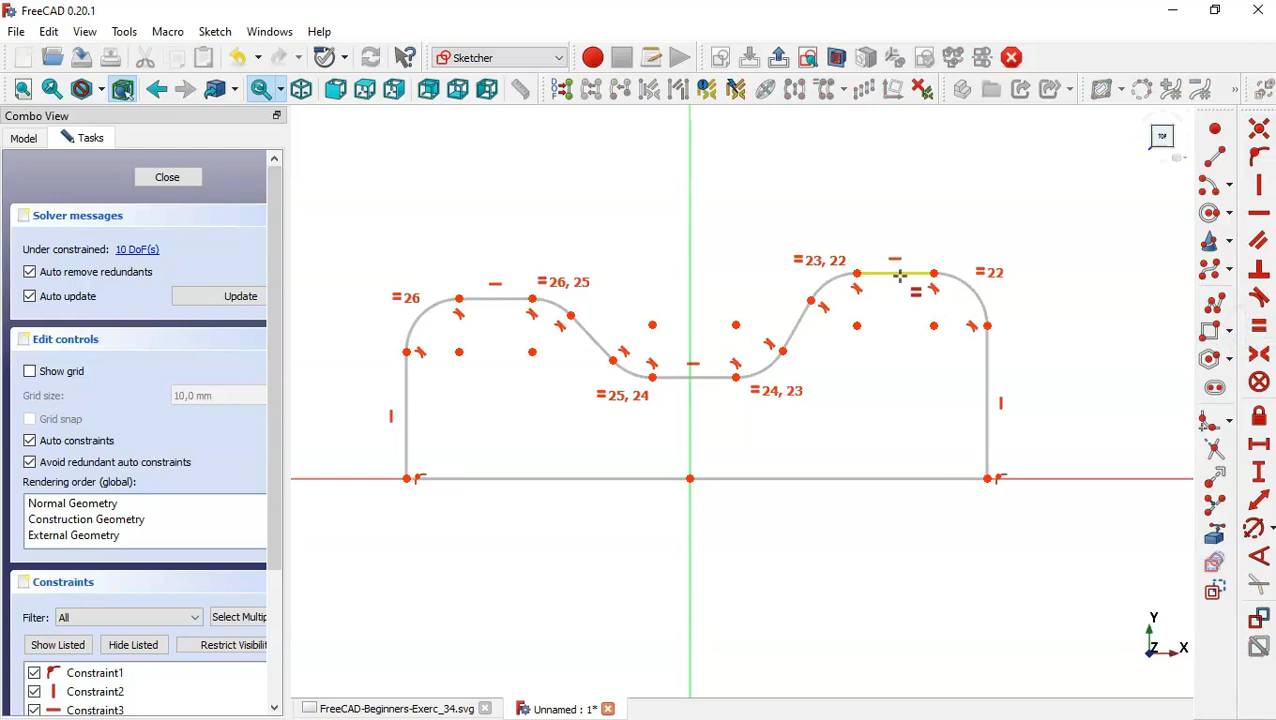 FreeCAD 0.20.1
File Edit View Tools Macro Sketch Windows Help
Sketcher
Combo View
Model Tasks
Close
Solver messages
Under constrained: 10 DoF(s)
Auto remove redundants
Auto update Update
Edit controls
Show grid
Grid size: 10,0 mm
Grid snap
Auto constraints
Avoid redundant auto constraints
Rendering order (global):
Normal Geometry
Construction Geometry
External Geometry
Constraints
Filter: All Select Multip
Show Listed Hide Listed Restrict Visibili
Constraint1
Constraint2
Constraint3
TOP
=23, 22
=22
=26, 25
=26
=25, 24
=24, 23
Y
Z X
FreeCAD-Beginners-Exerc_34.svg Unnamed : 1*